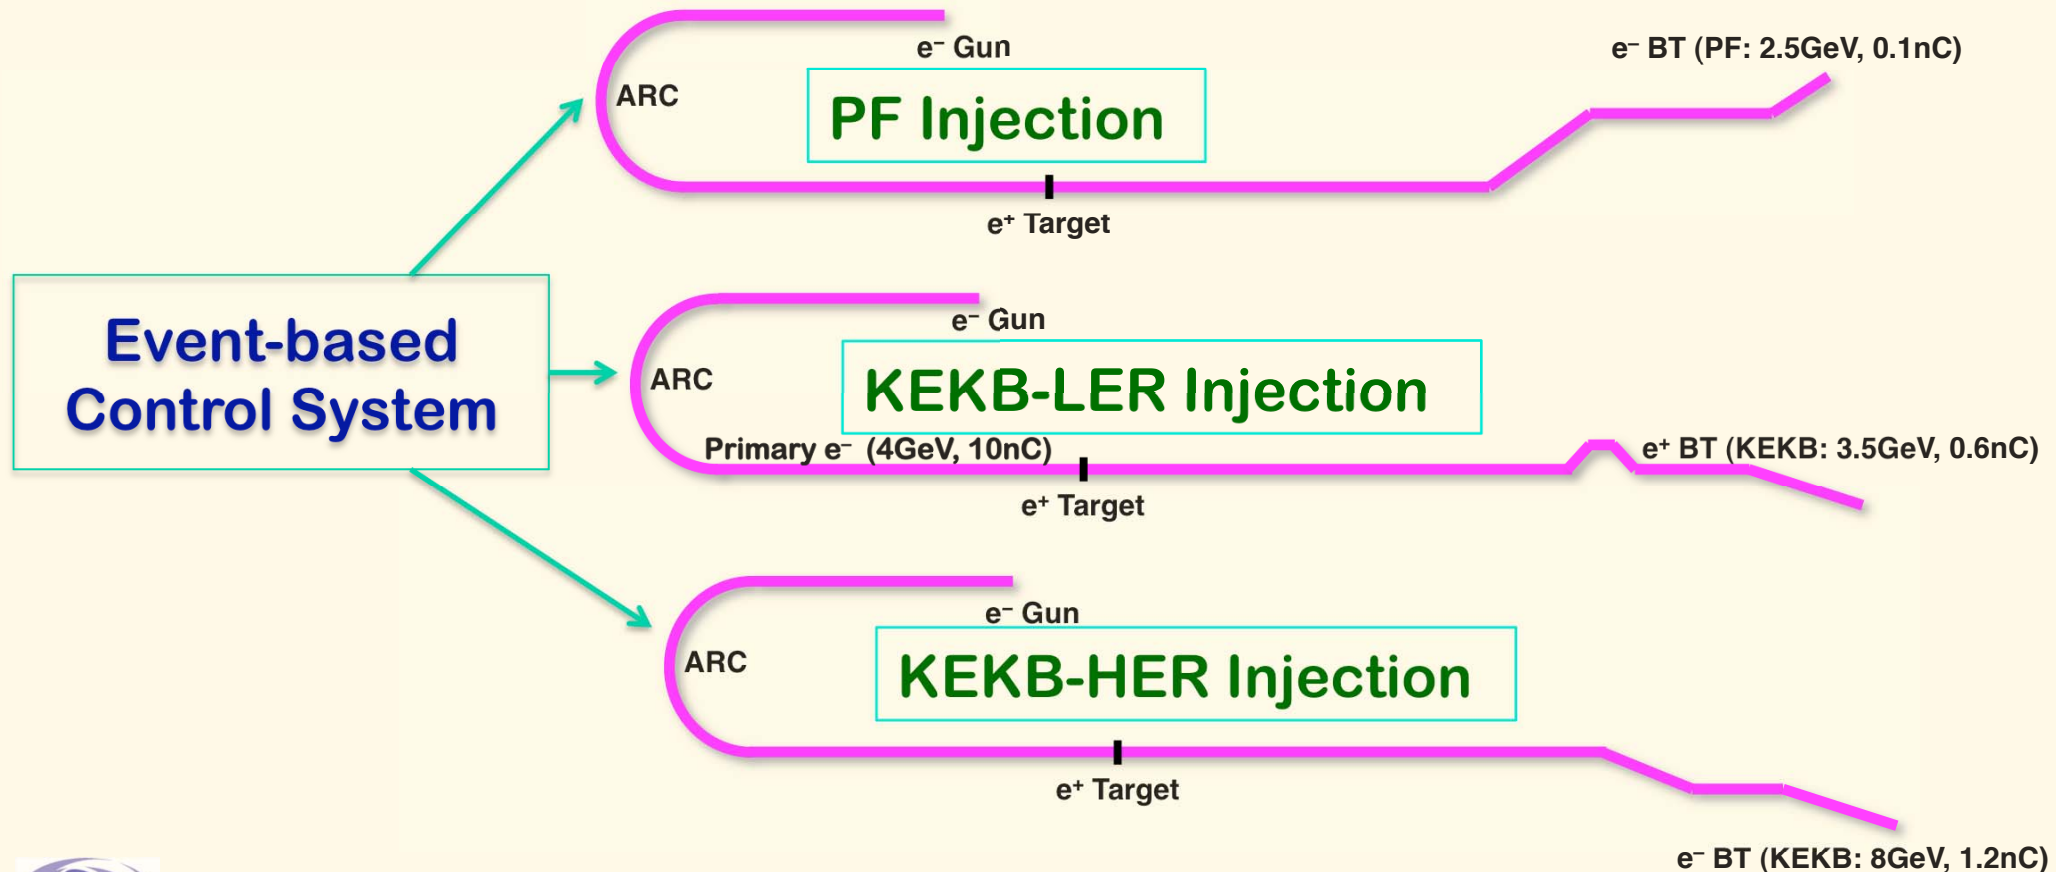 e⁻ Gun
e⁻ BT (PF: 2.5GeV, 0.1nC)
ARC
PF Injection
e⁺ Target
Event-based
Control System
e⁻ Gun
ARC
KEKB-LER Injection
Primary e⁻ (4GeV, 10nC)
e⁺ BT (KEKB: 3.5GeV, 0.6nC)
e⁺ Target
e⁻ Gun
ARC
KEKB-HER Injection
e⁺ Target
e⁻ BT (KEKB: 8GeV, 1.2nC)